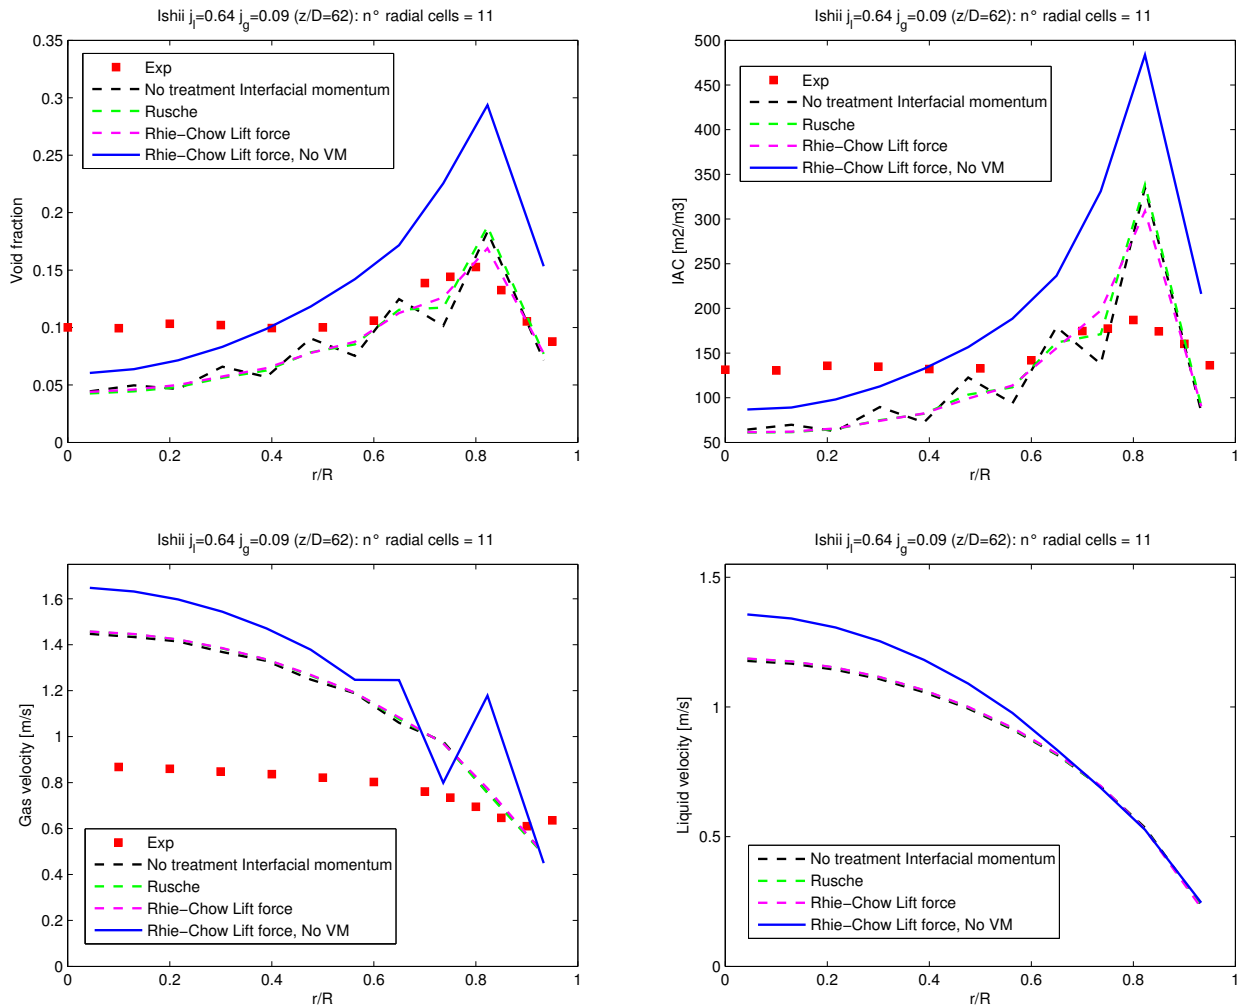 Ishii j_l=0.64 j_g=0.09 (z/D=62): n° radial cells = 11
0.35
0.3
0.25
0.2
0.15
0.1
0.05
0
Void fraction
Exp
No treatment Interfacial momentum
Rusche
Rhie−Chow Lift force
Rhie−Chow Lift force, No VM
0 0.2 0.4 0.6 0.8 1
r/R
Ishii j_l=0.64 j_g=0.09 (z/D=62): n° radial cells = 11
500
450
400
350
300
250
200
150
100
50
IAC [m2/m3]
Exp
No treatment Interfacial momentum
Rusche
Rhie−Chow Lift force
Rhie−Chow Lift force, No VM
0 0.2 0.4 0.6 0.8 1
r/R
Ishii j_l=0.64 j_g=0.09 (z/D=62): n° radial cells = 11
1.6
1.4
1.2
1
0.8
0.6
0.4
0.2
0
Gas velocity [m/s]
Exp
No treatment Interfacial momentum
Rusche
Rhie−Chow Lift force
Rhie−Chow Lift force, No VM
0 0.2 0.4 0.6 0.8 1
r/R
Ishii j_l=0.64 j_g=0.09 (z/D=62): n° radial cells = 11
1.5
1
0.5
0
Liquid velocity [m/s]
No treatment Interfacial momentum
Rusche
Rhie−Chow Lift force
Rhie−Chow Lift force, No VM
0 0.2 0.4 0.6 0.8 1
r/R